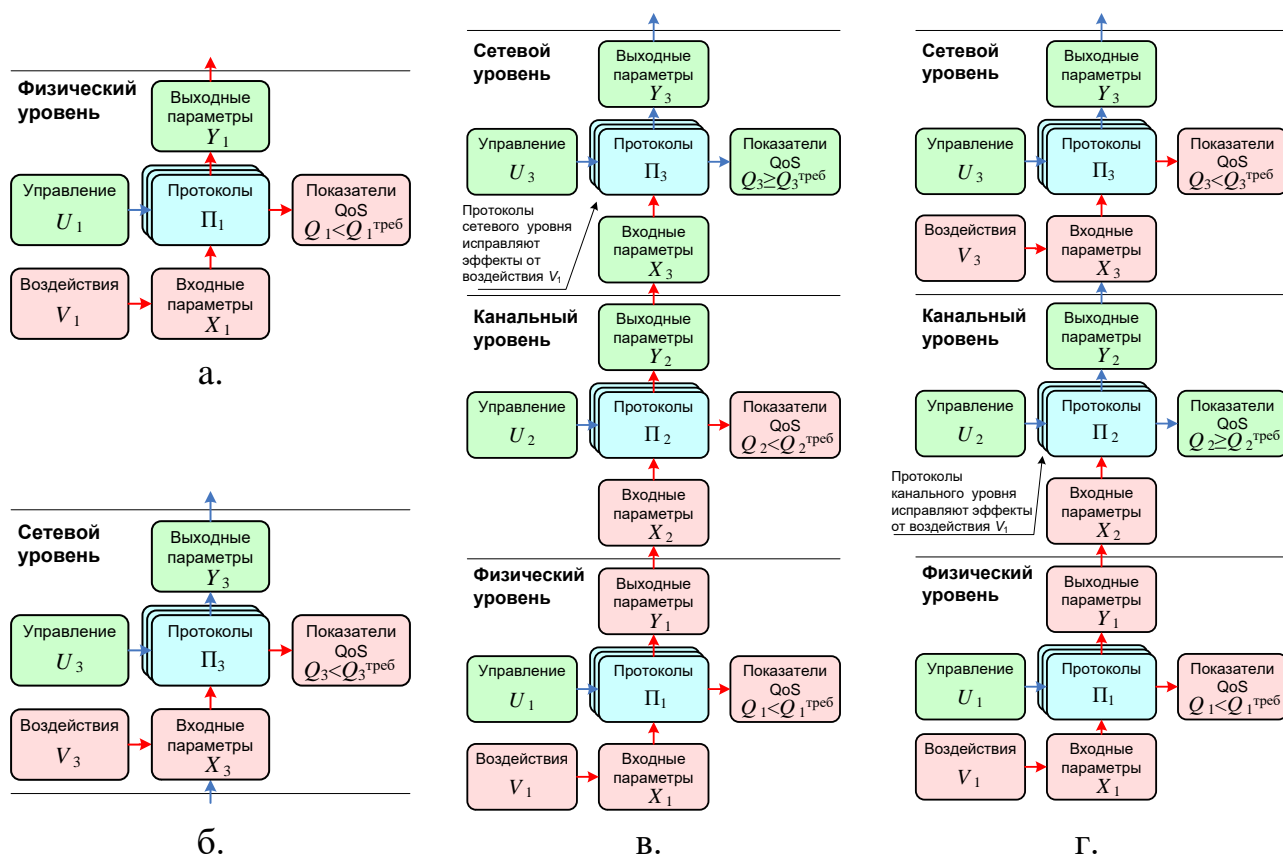 Физический
уровень
Выходные
параметры
Y1
Управление
U1
Протоколы
П1
Показатели
QoS
Q1<Q1треб
Воздействия
V1
Входные
параметры
X1
а.
Сетевой
уровень
Выходные
параметры
Y3
Управление
U3
Протоколы
П3
Показатели
QoS
Q3<Q3треб
Воздействия
V3
Входные
параметры
X3
б.
Сетевой
уровень
Выходные
параметры
Y3
Управление
U3
Протоколы
П3
Показатели
QoS
Q3≥Q3треб
Протоколы
сетевого уровня
исправляют
эффекты от
воздействия V1
Входные
параметры
X3
Канальный
уровень
Выходные
параметры
Y2
Управление
U2
Протоколы
П2
Показатели
QoS
Q2<Q2треб
Входные
параметры
X2
Физический
уровень
Выходные
параметры
Y1
Управление
U1
Протоколы
П1
Показатели
QoS
Q1<Q1треб
Воздействия
V1
Входные
параметры
X1
в.
Сетевой
уровень
Выходные
параметры
Y3
Управление
U3
Протоколы
П3
Показатели
QoS
Q3<Q3треб
Воздействия
V3
Входные
параметры
X3
Канальный
уровень
Выходные
параметры
Y2
Управление
U2
Протоколы
П2
Показатели
QoS
Q2≥Q2треб
Протоколы
канального уровня
исправляют эффекты
от воздействия V1
Входные
параметры
X2
Физический
уровень
Выходные
параметры
Y1
Управление
U1
Протоколы
П1
Показатели
QoS
Q1<Q1треб
Воздействия
V1
Входные
параметры
X1
г.